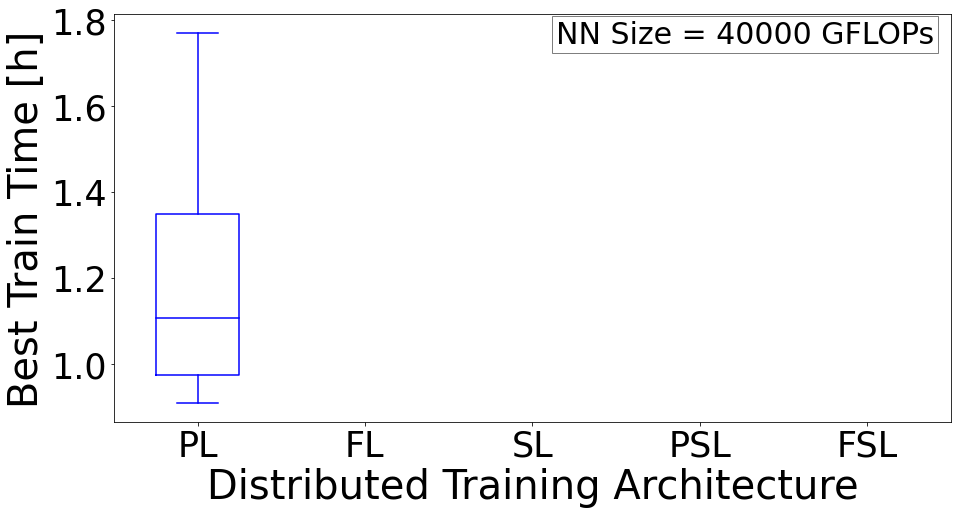 NN Size = 40000 GFLOPs
Best Train Time [h]
1.8
1.6
1.4
1.2
1.0
PL FL SL PSL FSL
Distributed Training Architecture